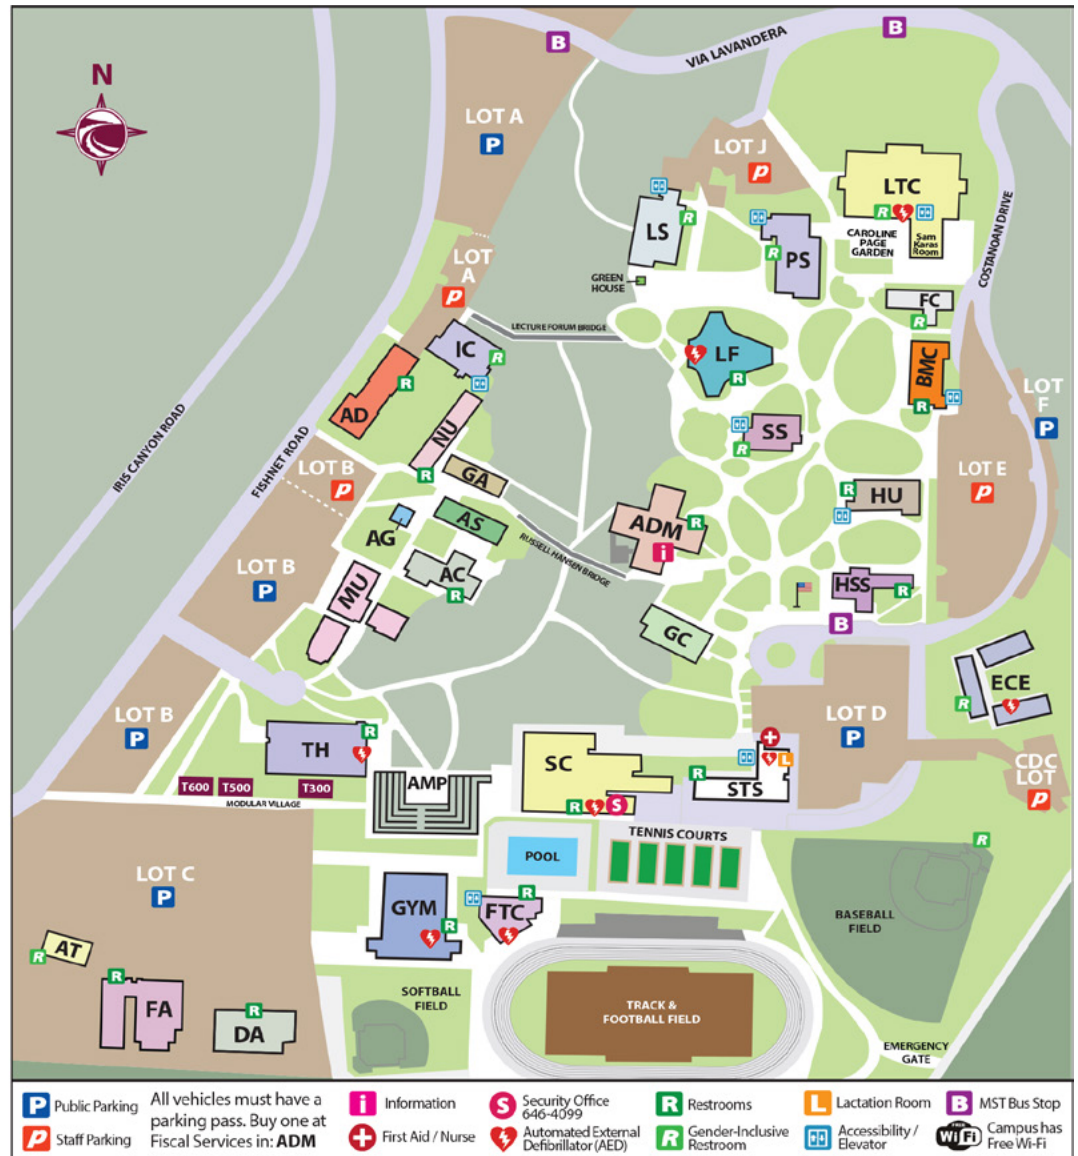 N
B
B
VIA LAVANDERA
LOT A
P
LOT J
P
LTC
R
CAROLINE
PAGE
GARDEN
Sam
Karas
Room
COSTANOAN DRIVE
LS
R
PS
R
GREEN
HOUSE
FC
R
LOT
A
P
LECTURE FORUM BRIDGE
IC
R
LF
R
BMC
R
LOT
F
P
AD
R
NU
R
SS
R
IRIS CANYON ROAD
FISHNET ROAD
LOT B
P
GA
LOT E
P
HU
R
AG
AS
ADM
R
i
RUSSELL HANSEN BRIDGE
LOT B
P
MU
AC
R
HSS
R
GC
B
ECE
R
LOT B
P
TH
R
LOT D
P
SC
R
S
STS
R
L
CDC
LOT
P
T600
T500
T300
MODULAR VILLAGE
AMP
TENNIS COURTS
POOL
R
LOT C
P
GYM
R
FTC
R
BASEBALL
FIELD
AT
R
FA
R
DA
R
SOFTBALL
FIELD
TRACK &
FOOTBALL FIELD
EMERGENCY
GATE
P Public Parking
P Staff Parking
All vehicles must have a
parking pass. Buy one at
Fiscal Services in: ADM
i Information
First Aid / Nurse
S Security Office
646-4099
Automated External
Defibrillator (AED)
R Restrooms
R Gender-Inclusive
Restroom
L Lactation Room
Accessibility /
Elevator
B MST Bus Stop
FREE
WiFi
Campus has
Free Wi-Fi